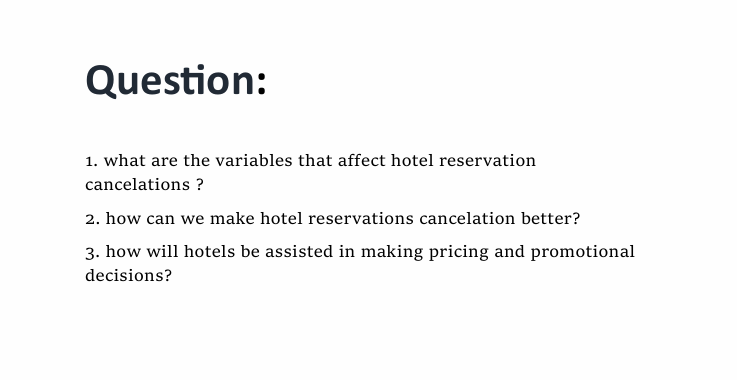 Question:
1. what are the variables that affect hotel reservation
cancelations ?
2. how can we make hotel reservations cancelation better?
3. how will hotels be assisted in making pricing and promotional
decisions?